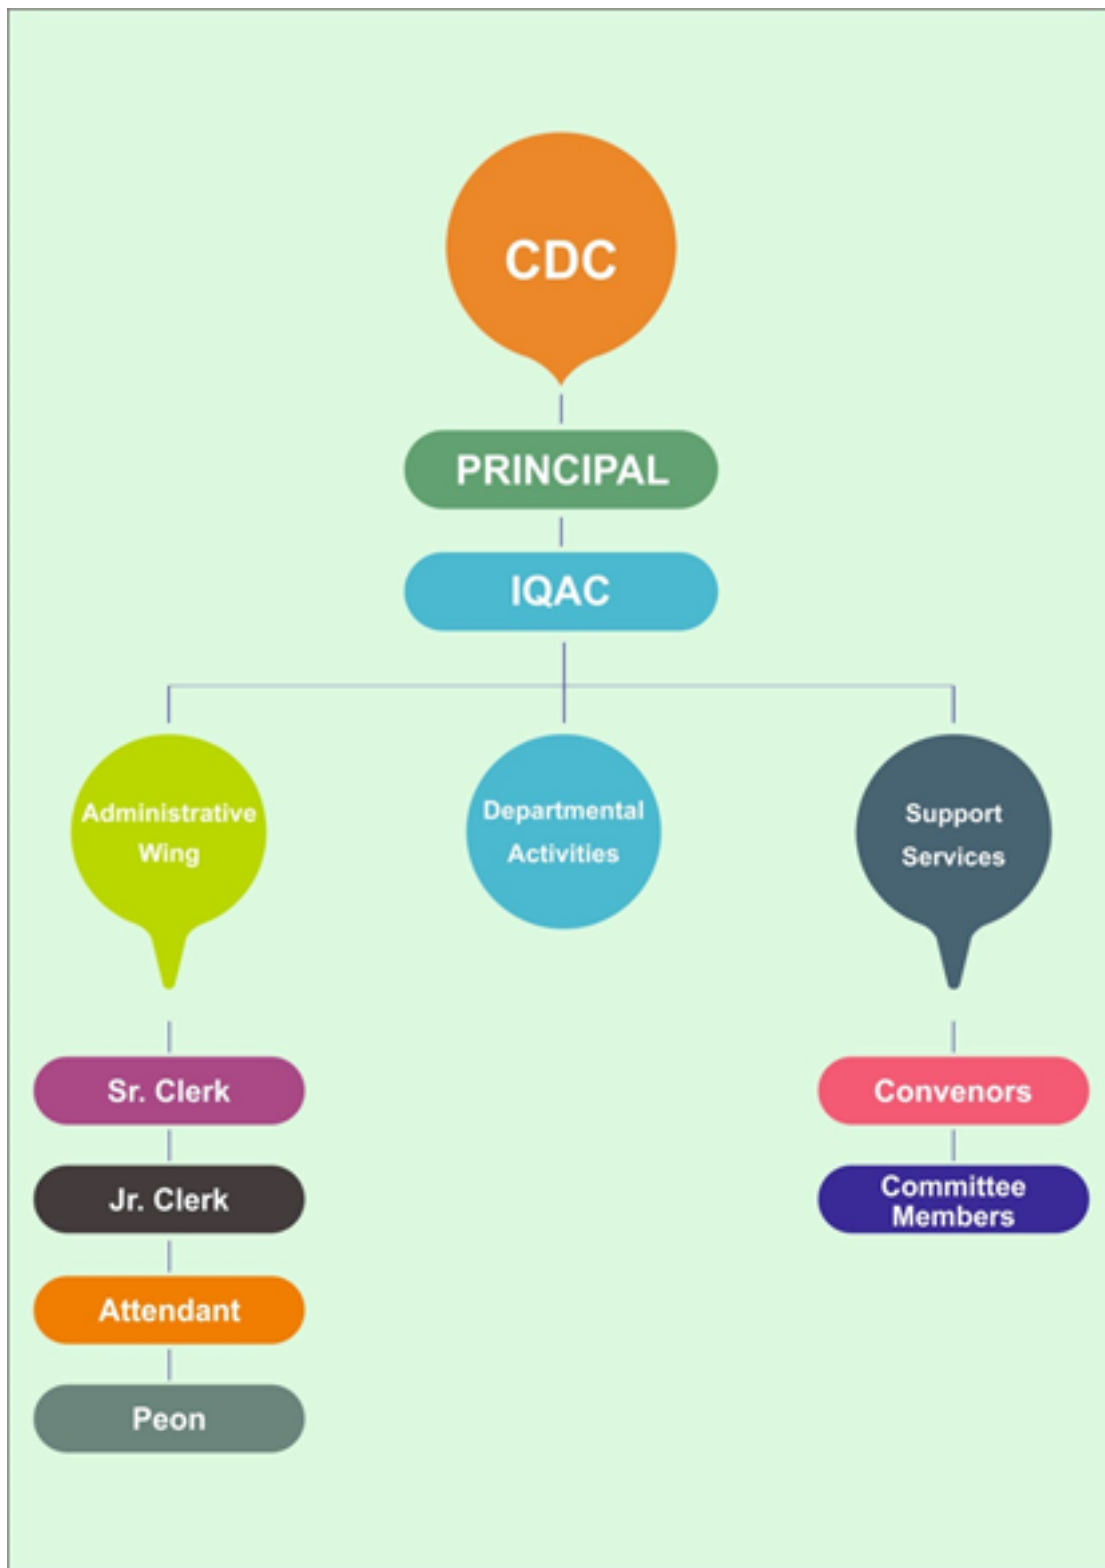 CDC
PRINCIPAL
IQAC
Administrative
Wing
Departmental
Activities
Support
Services
Sr. Clerk
Jr. Clerk
Attendant
Peon
Convenors
Committee
Members